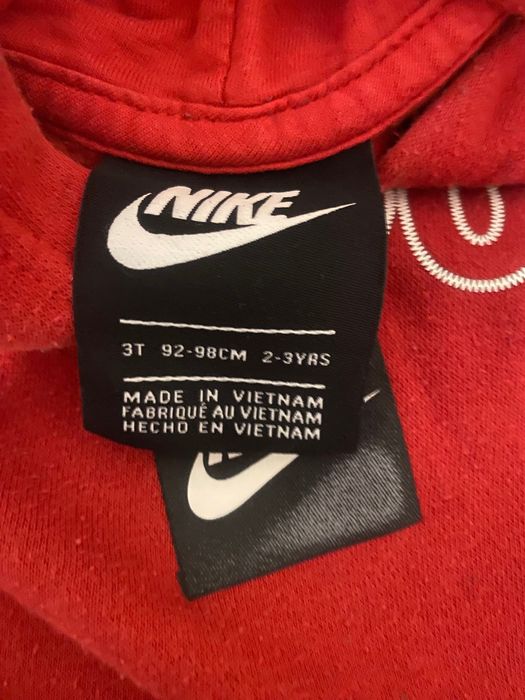 NIKE
3T 92-98CM 2-3YRS
MADE IN VIETNAM
FABRIQUÉ AU VIETNAM
HECHO EN VIETNAM